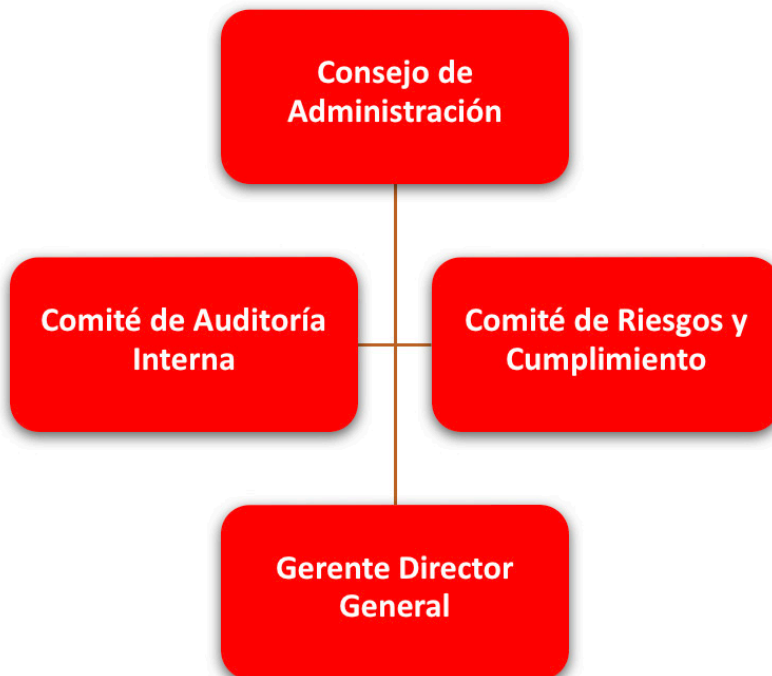 Consejo de
Administración
Comité de Auditoría
Interna
Comité de Riesgos y
Cumplimiento
Gerente Director
General